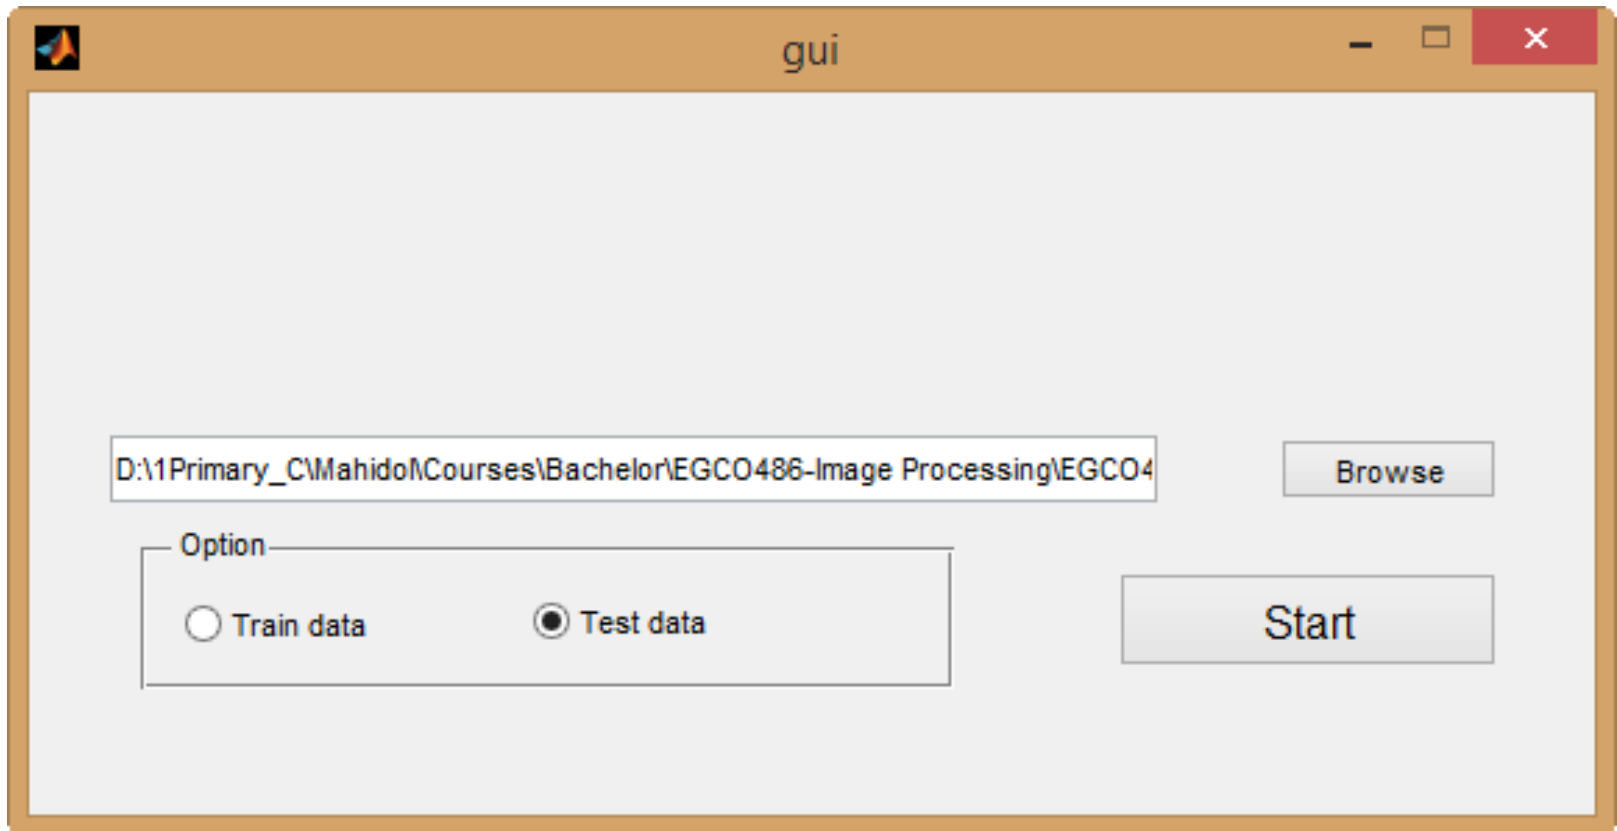 gui
D:\1Primary_C\Mahidol\Courses\Bachelor\EGCO486-Image Processing\EGCO4
Browse
Option
Train data
Test data
Start